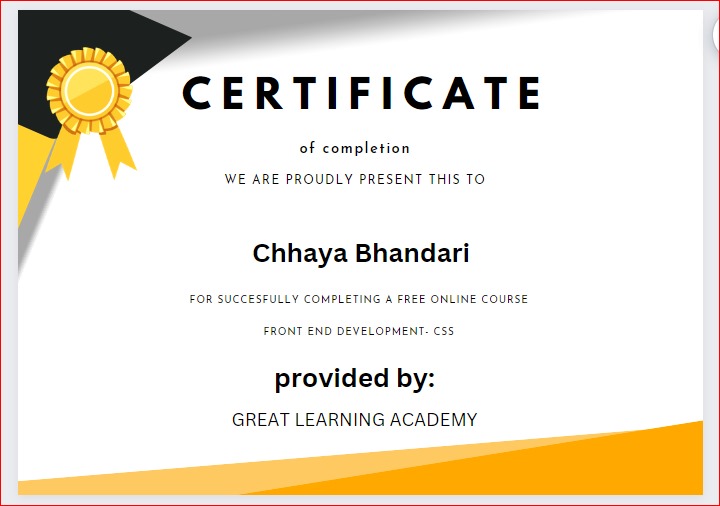 CERTIFICATE
of completion
WE ARE PROUDLY PRESENT THIS TO
Chhaya Bhandari
FOR SUCCESFULLY COMPLETING A FREE ONLINE COURSE
FRONT END DEVELOPMENT- CSS
provided by:
GREAT LEARNING ACADEMY